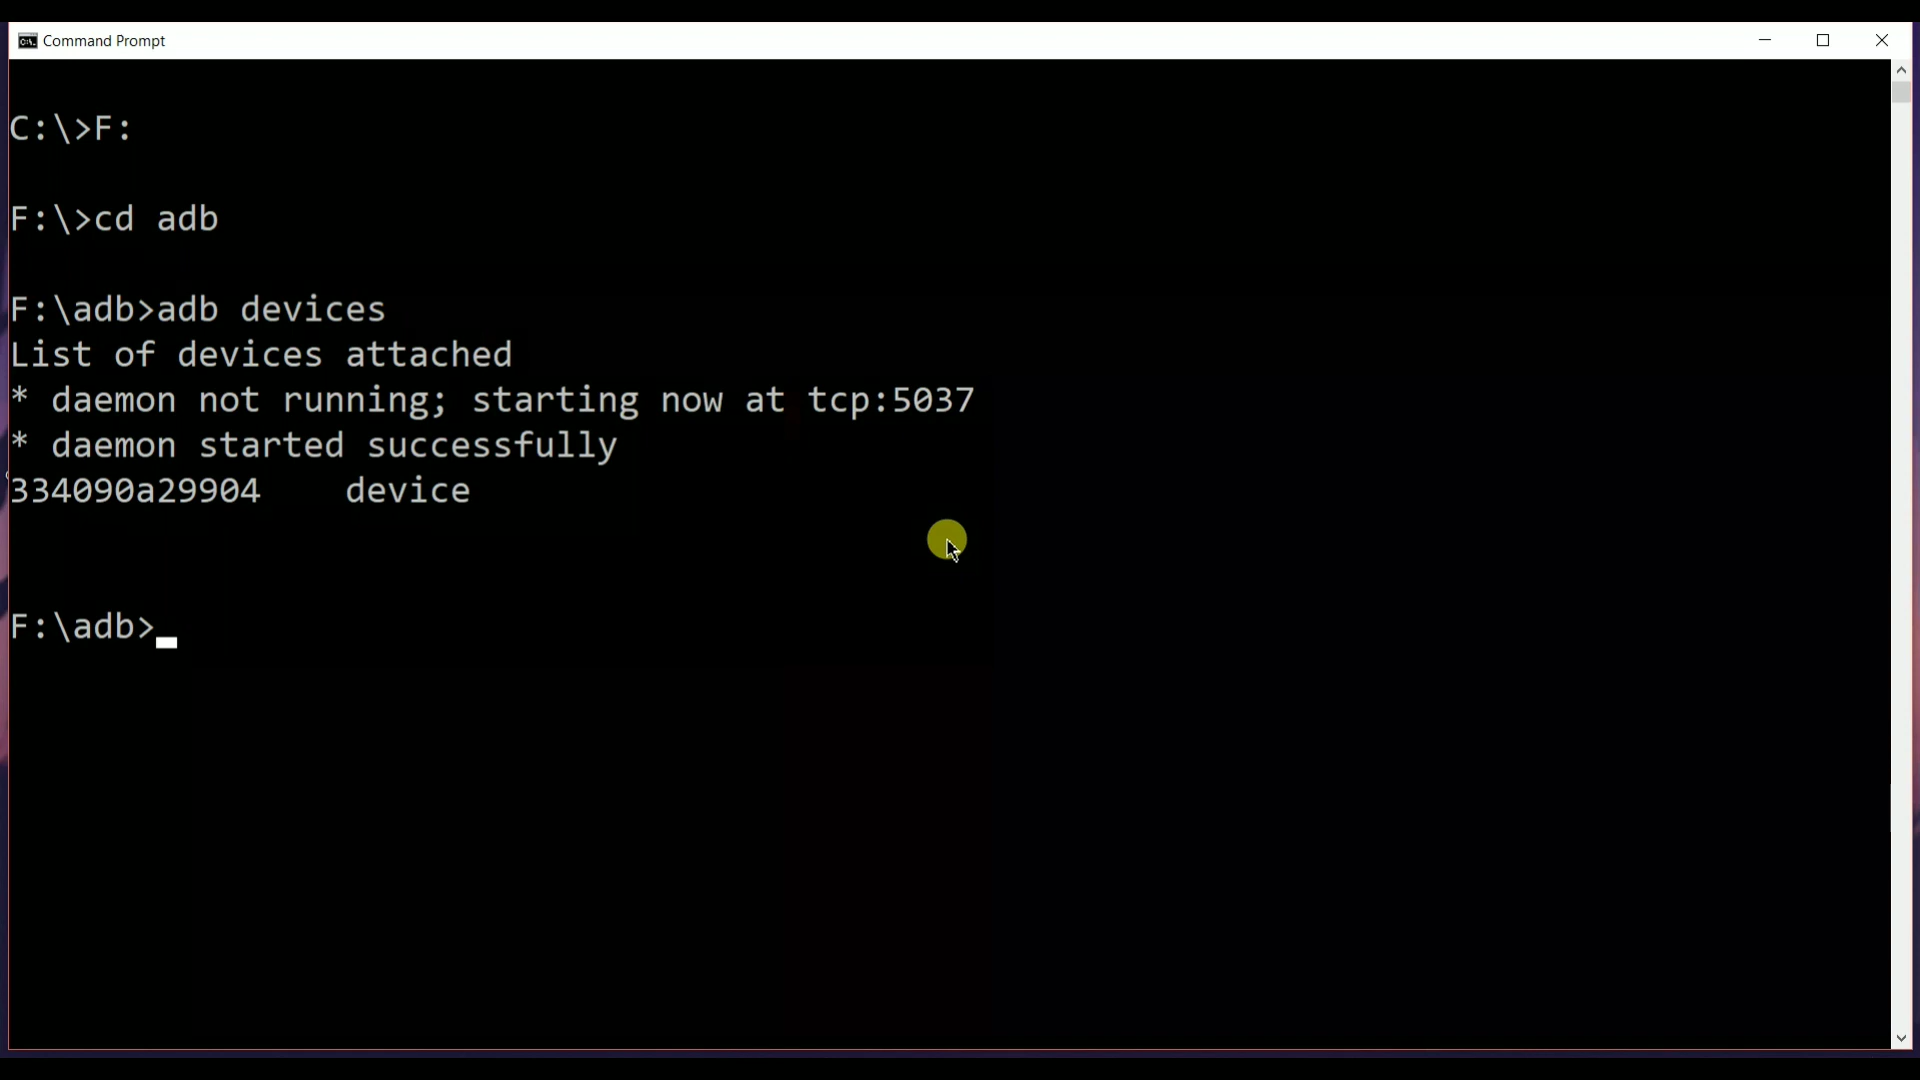 Command Prompt
C:\>F:
F:\>cd adb
F:\adb>adb devices
List of devices attached
* daemon not running; starting now at tcp:5037
* daemon started successfully
334090a29904    device
F:\adb>